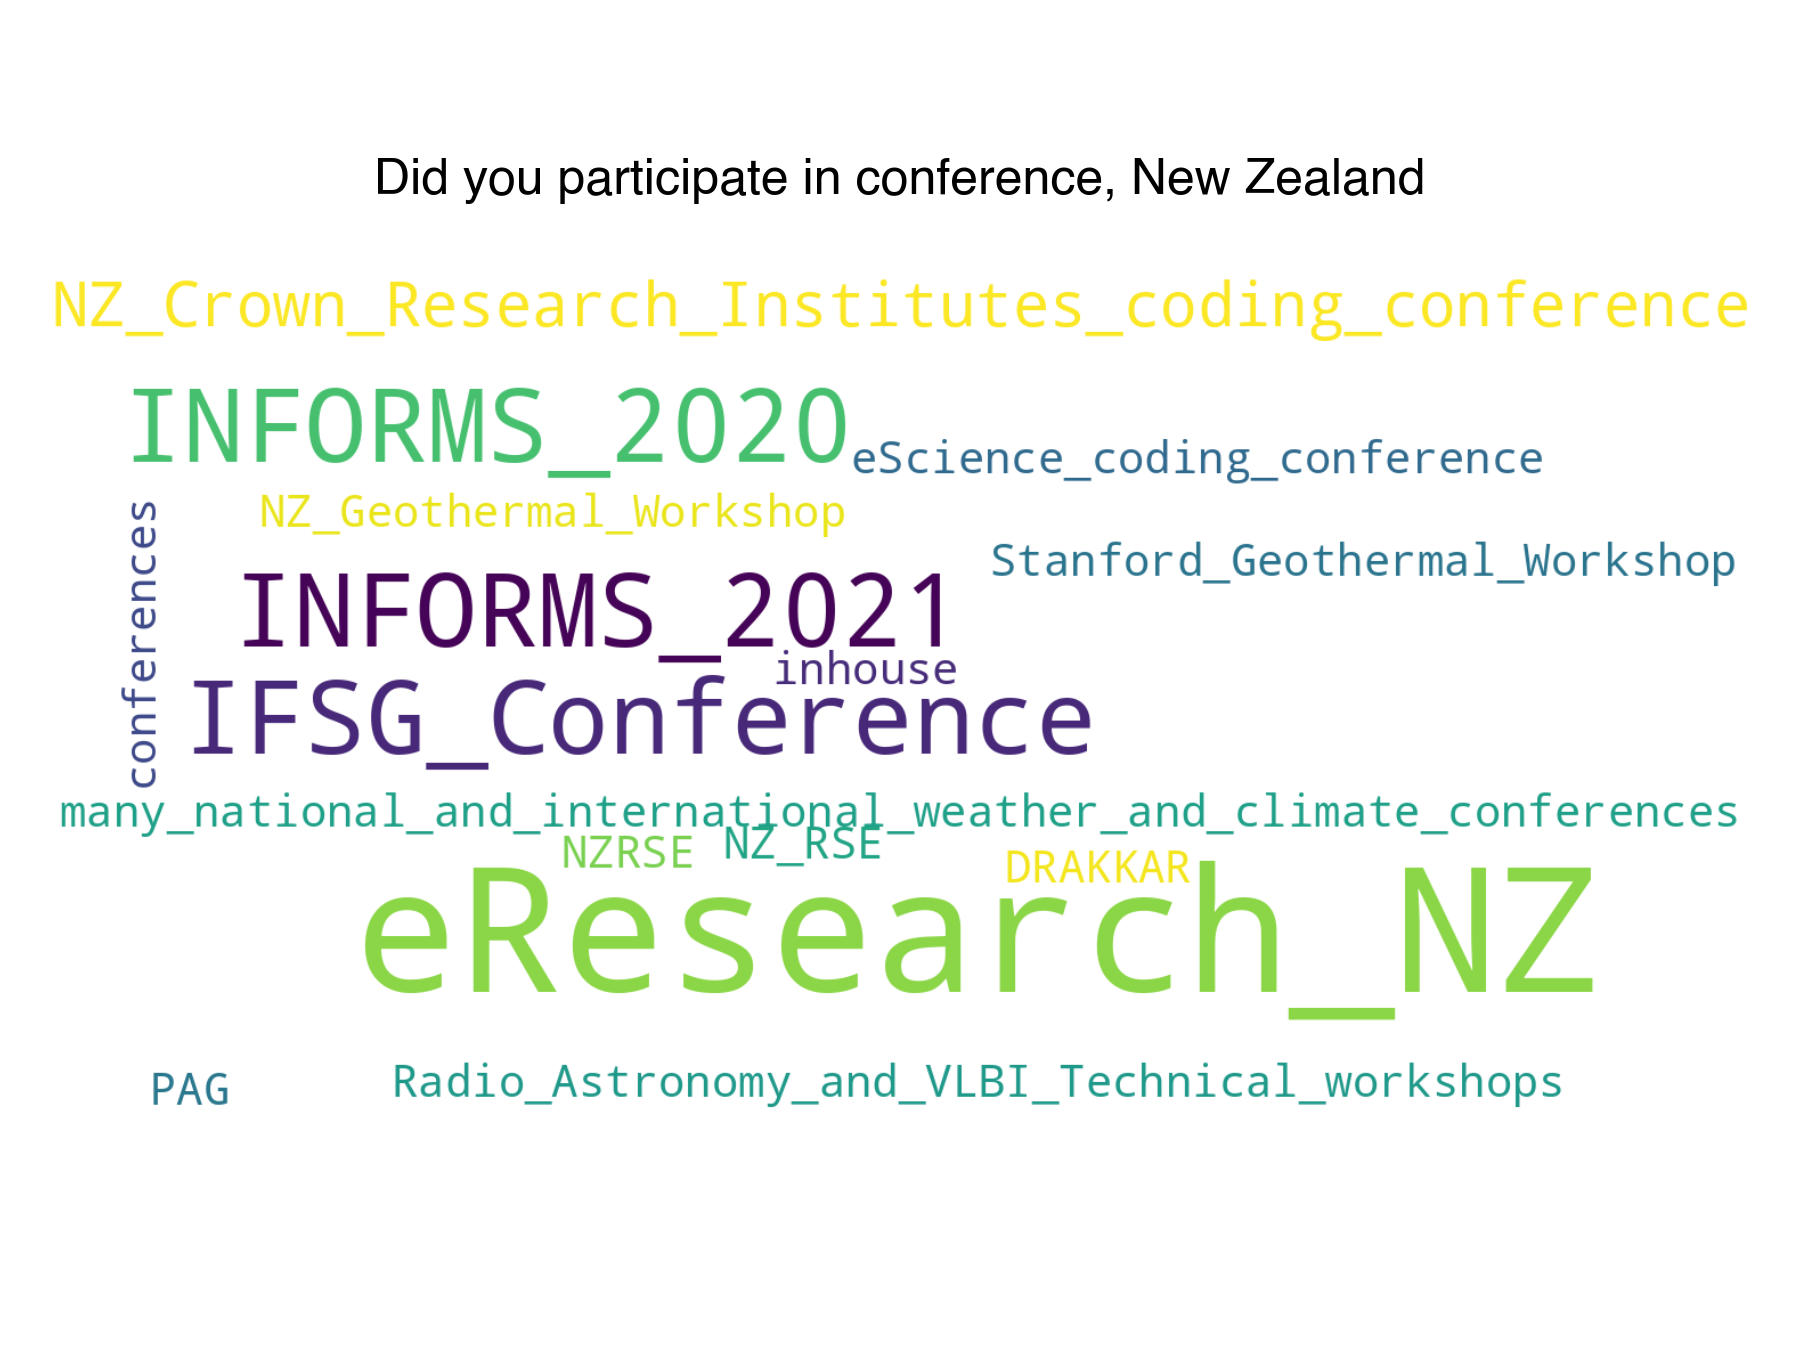 Did you participate in conference, New Zealand
NZ_Crown_Research_Institutes_coding_conference
INFORMS_2020
eScience_coding_conference
NZ_Geothermal_Workshop
conferences
Stanford_Geothermal_Workshop
INFORMS_2021
inhouse
IFSG_Conference
many_national_and_international_weather_and_climate_conferences
NZRSE
NZ_RSE
DRAKKAR
eResearch_NZ
PAG
Radio_Astronomy_and_VLBI_Technical_workshops